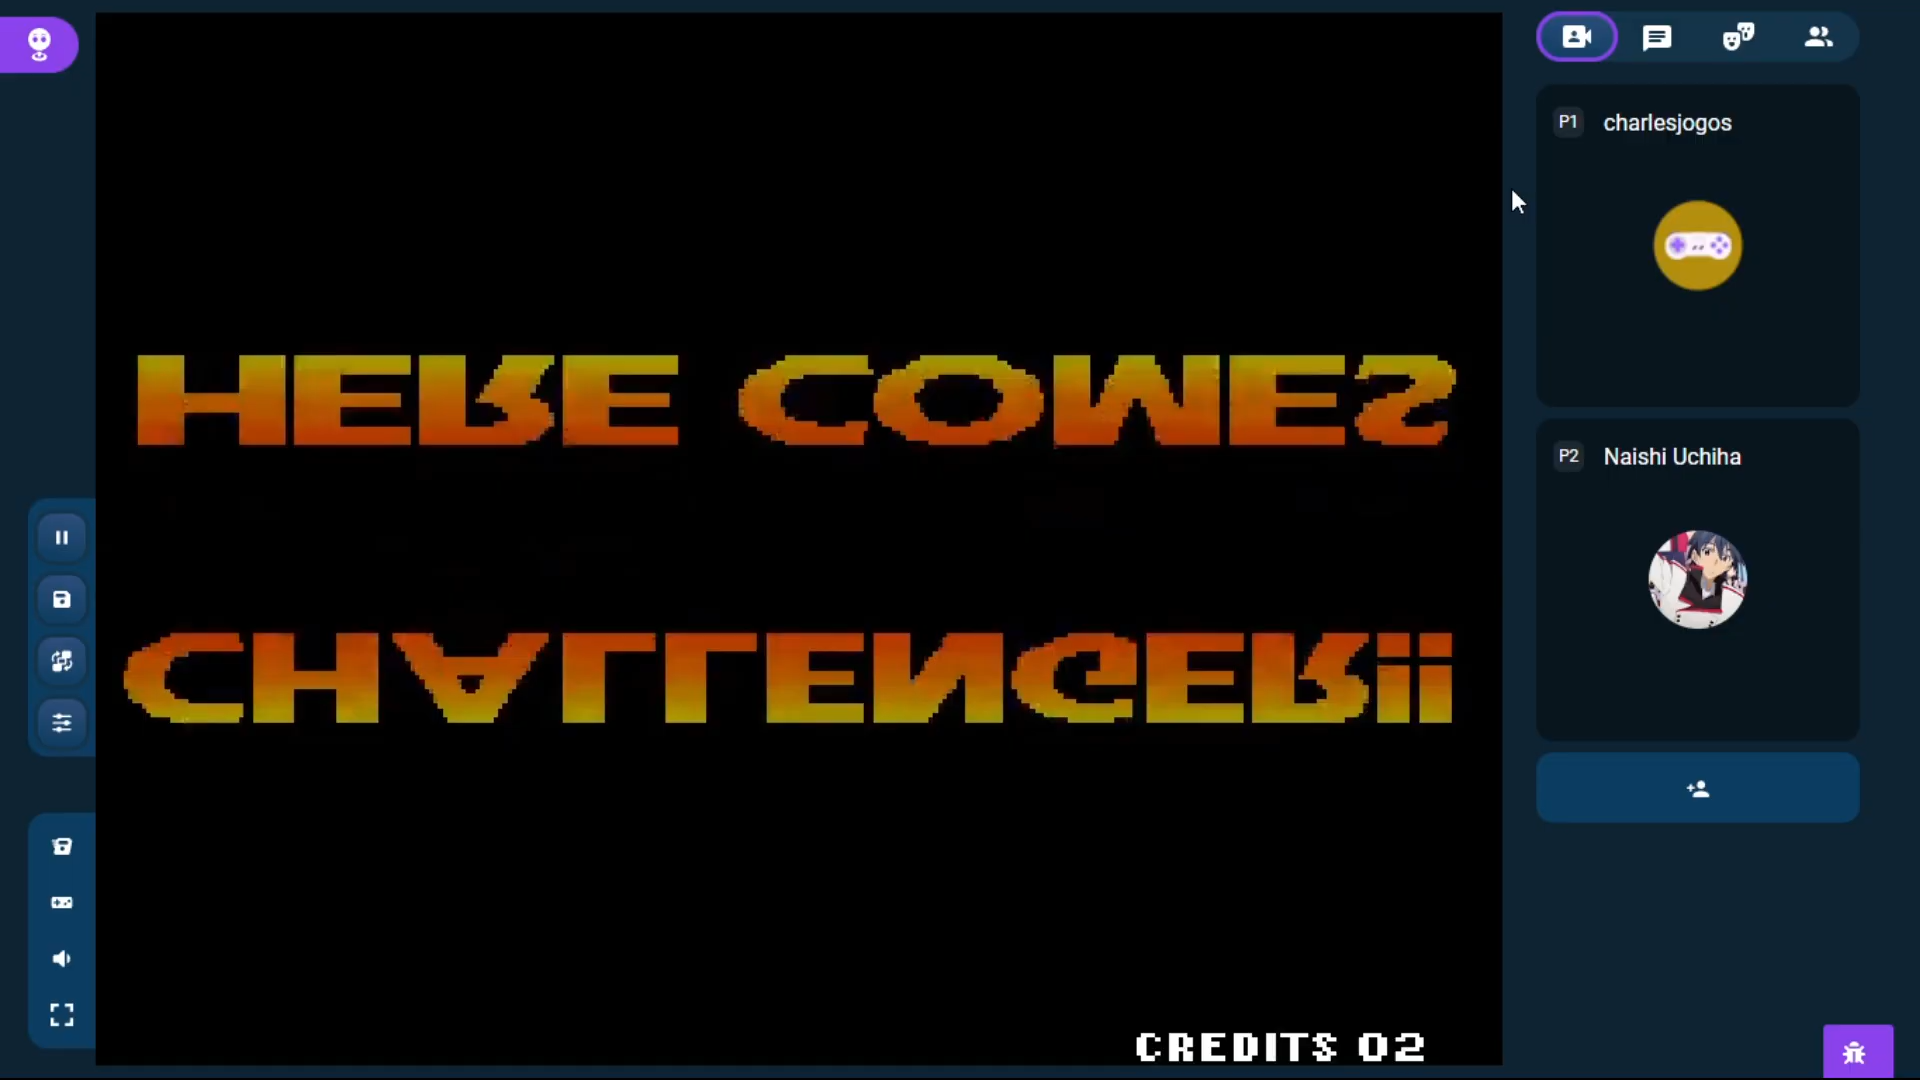 HERE COMES
CHALLENGER!!
CREDITS 02
P1 charlesjogos
P2 Naishi Uchiha